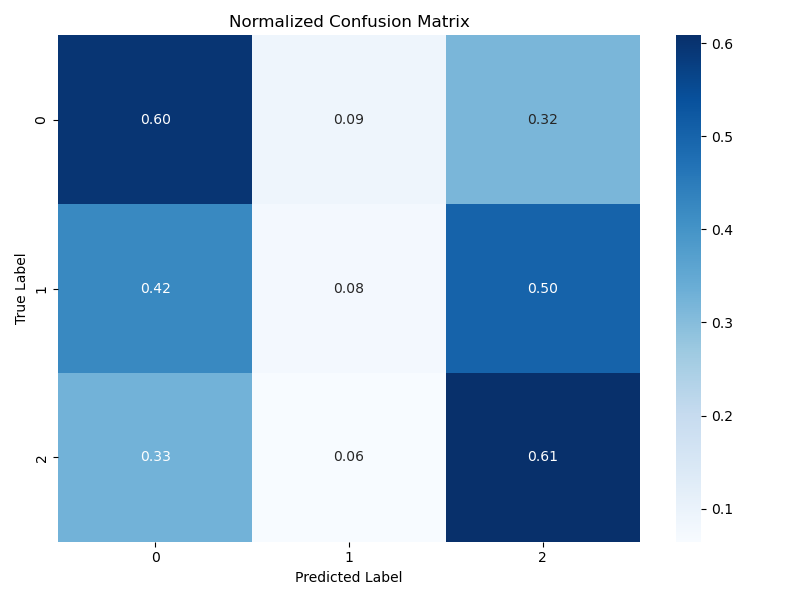 Normalized Confusion Matrix
True Label
0 0.60 0.09 0.32
1 0.42 0.08 0.50
2 0.33 0.06 0.61
0 1 2
Predicted Label
0.6
0.5
0.4
0.3
0.2
0.1